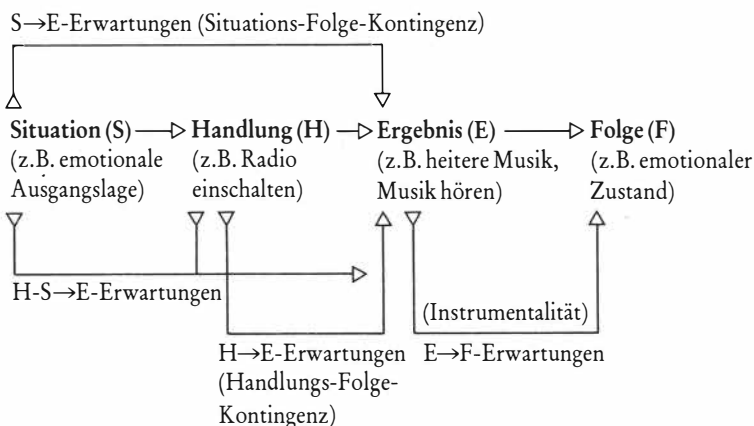 S→E-Erwartungen (Situations-Folge-Kontingenz)
Situation (S) Handlung (H) Ergebnis (E) Folge (F)
(z.B. emotionale (z.B. Radio (z.B. heitere Musik, (z.B. emotionaler
Ausgangslage) einschalten) Musik hören) Zustand)
H-S→E-Erwartungen
(Instrumentalität)
H→E-Erwartungen E→F-Erwartungen
(Handlungs-Folge-
Kontingenz)